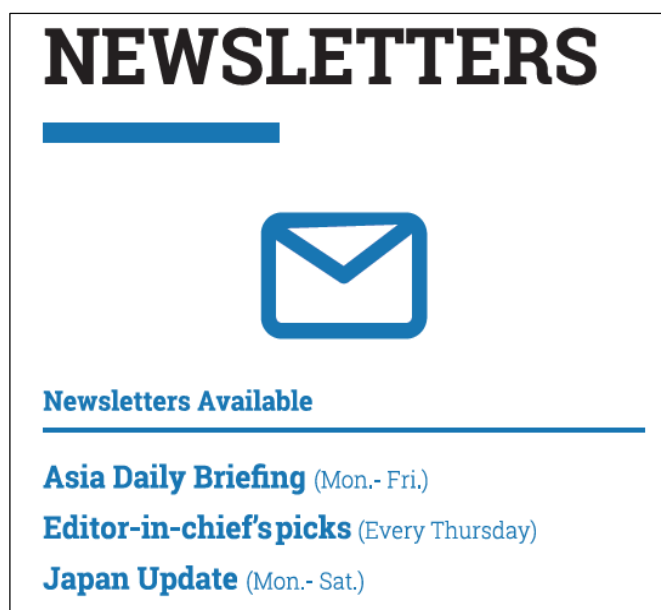 NEWSLETTERS
Newsletters Available
Asia Daily Briefing (Mon.- Fri.)
Editor-in-chief's picks (Every Thursday)
Japan Update (Mon.- Sat.)